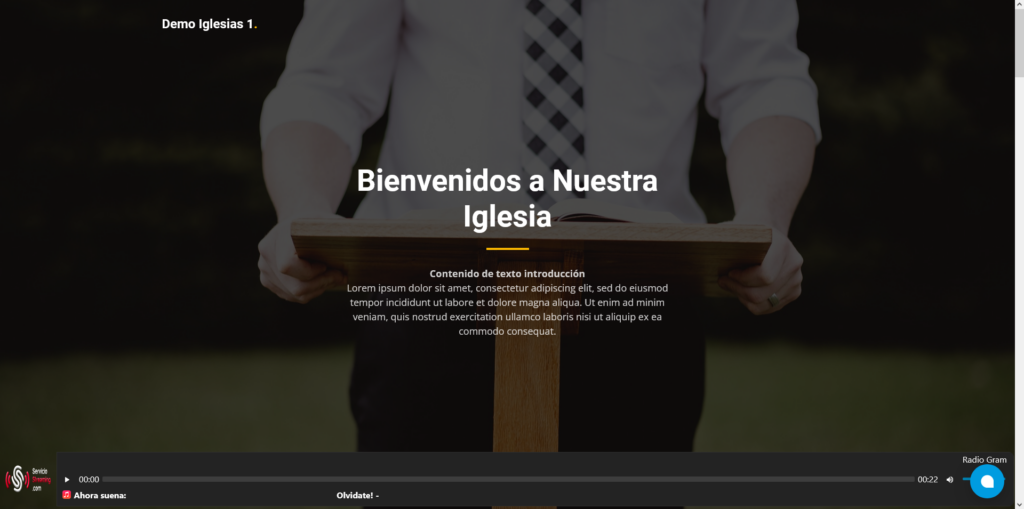 Demo Iglesias 1.
Bienvenidos a Nuestra
Iglesia
Contenido de texto introducción
Lorem ipsum dolor sit amet, consectetur adipiscing elit, sed do eiusmod
tempor incididunt ut labore et dolore magna aliqua. Ut enim ad minim
veniam, quis nostrud exercitation ullamco laboris nisi ut aliquip ex ea
commodo consequat.
Radio Gram
Servicio
Streaming
.com
00:00
00:22
Ahora suena:
Olvidate! -